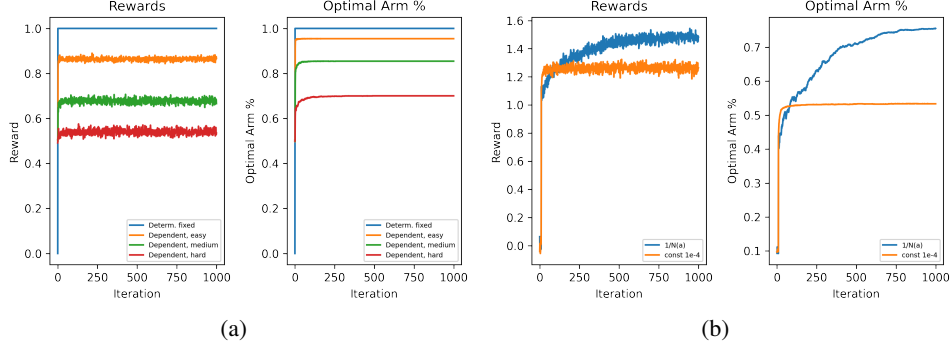 Rewards
Optimal Arm %
Rewards
Optimal Arm %
Reward
1.0
0.8
0.6
0.4
0.2
0.0
Determ. fixed
Dependent, easy
Dependent, medium
Dependent, hard
0 250 500 750 1000
Iteration
Optimal Arm %
1.0
0.8
0.6
0.4
0.2
0.0
Determ. fixed
Dependent, easy
Dependent, medium
Dependent, hard
0 250 500 750 1000
Iteration
(a)
Reward
1.6
1.4
1.2
1.0
0.8
0.6
0.4
0.2
0.0
1/N(a)
const 1e-4
0 250 500 750 1000
Iteration
Optimal Arm %
0.7
0.6
0.5
0.4
0.3
0.2
0.1
1/N(a)
const 1e-4
0 250 500 750 1000
Iteration
(b)